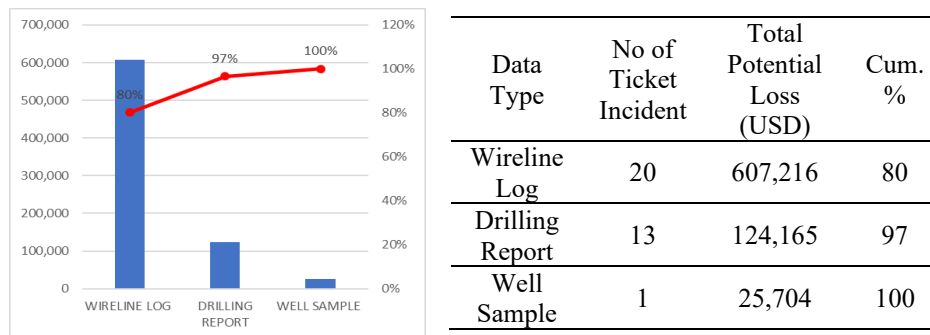 700,000
600,000
500,000
400,000
300,000
200,000
100,000
0
120%
100%
80%
60%
40%
20%
0%
80%
97%
100%
WIRELINE LOG
DRILLING
REPORT
WELL SAMPLE
Data
Type
No of
Ticket
Incident
Total
Potential
Loss
(USD)
Cum.
%
Wireline
Log
20
607,216
80
Drilling
Report
13
124,165
97
Well
Sample
1
25,704
100